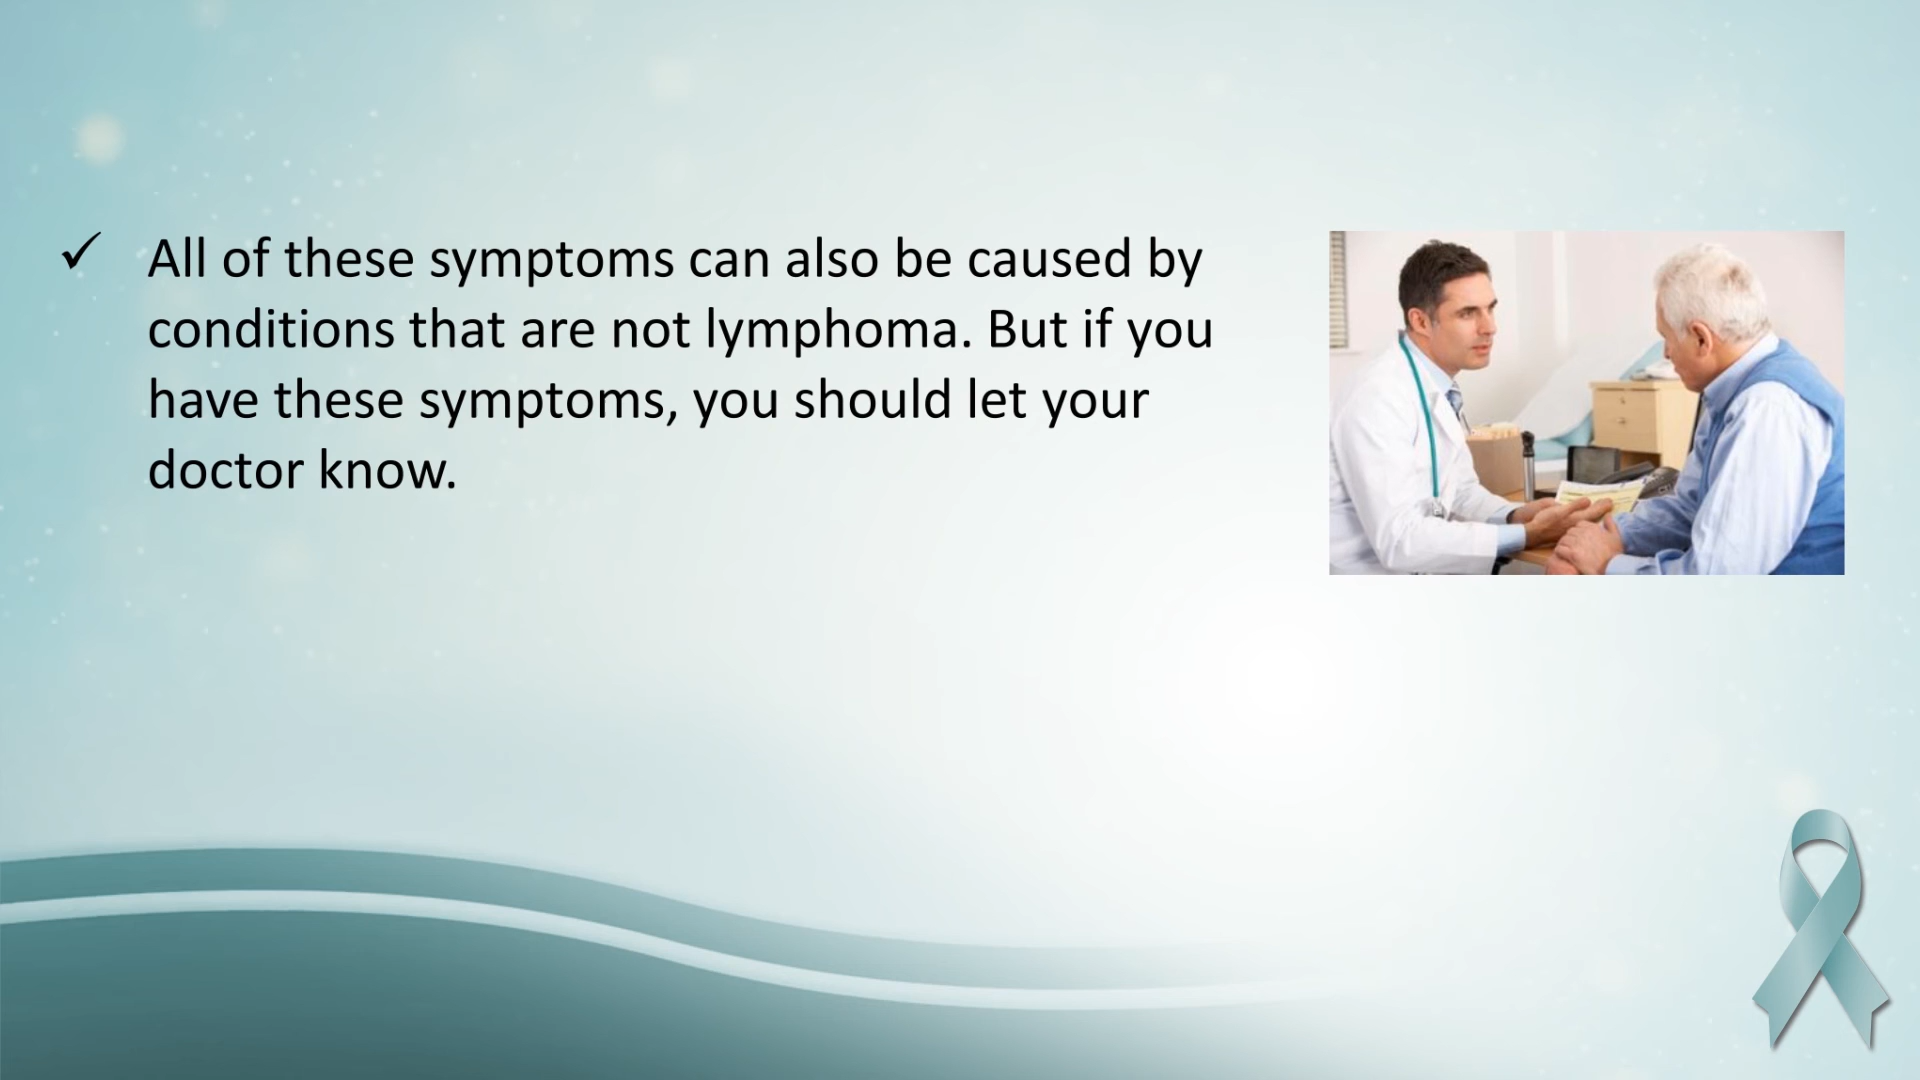 ✓ All of these symptoms can also be caused by
conditions that are not lymphoma. But if you
have these symptoms, you should let your
doctor know.